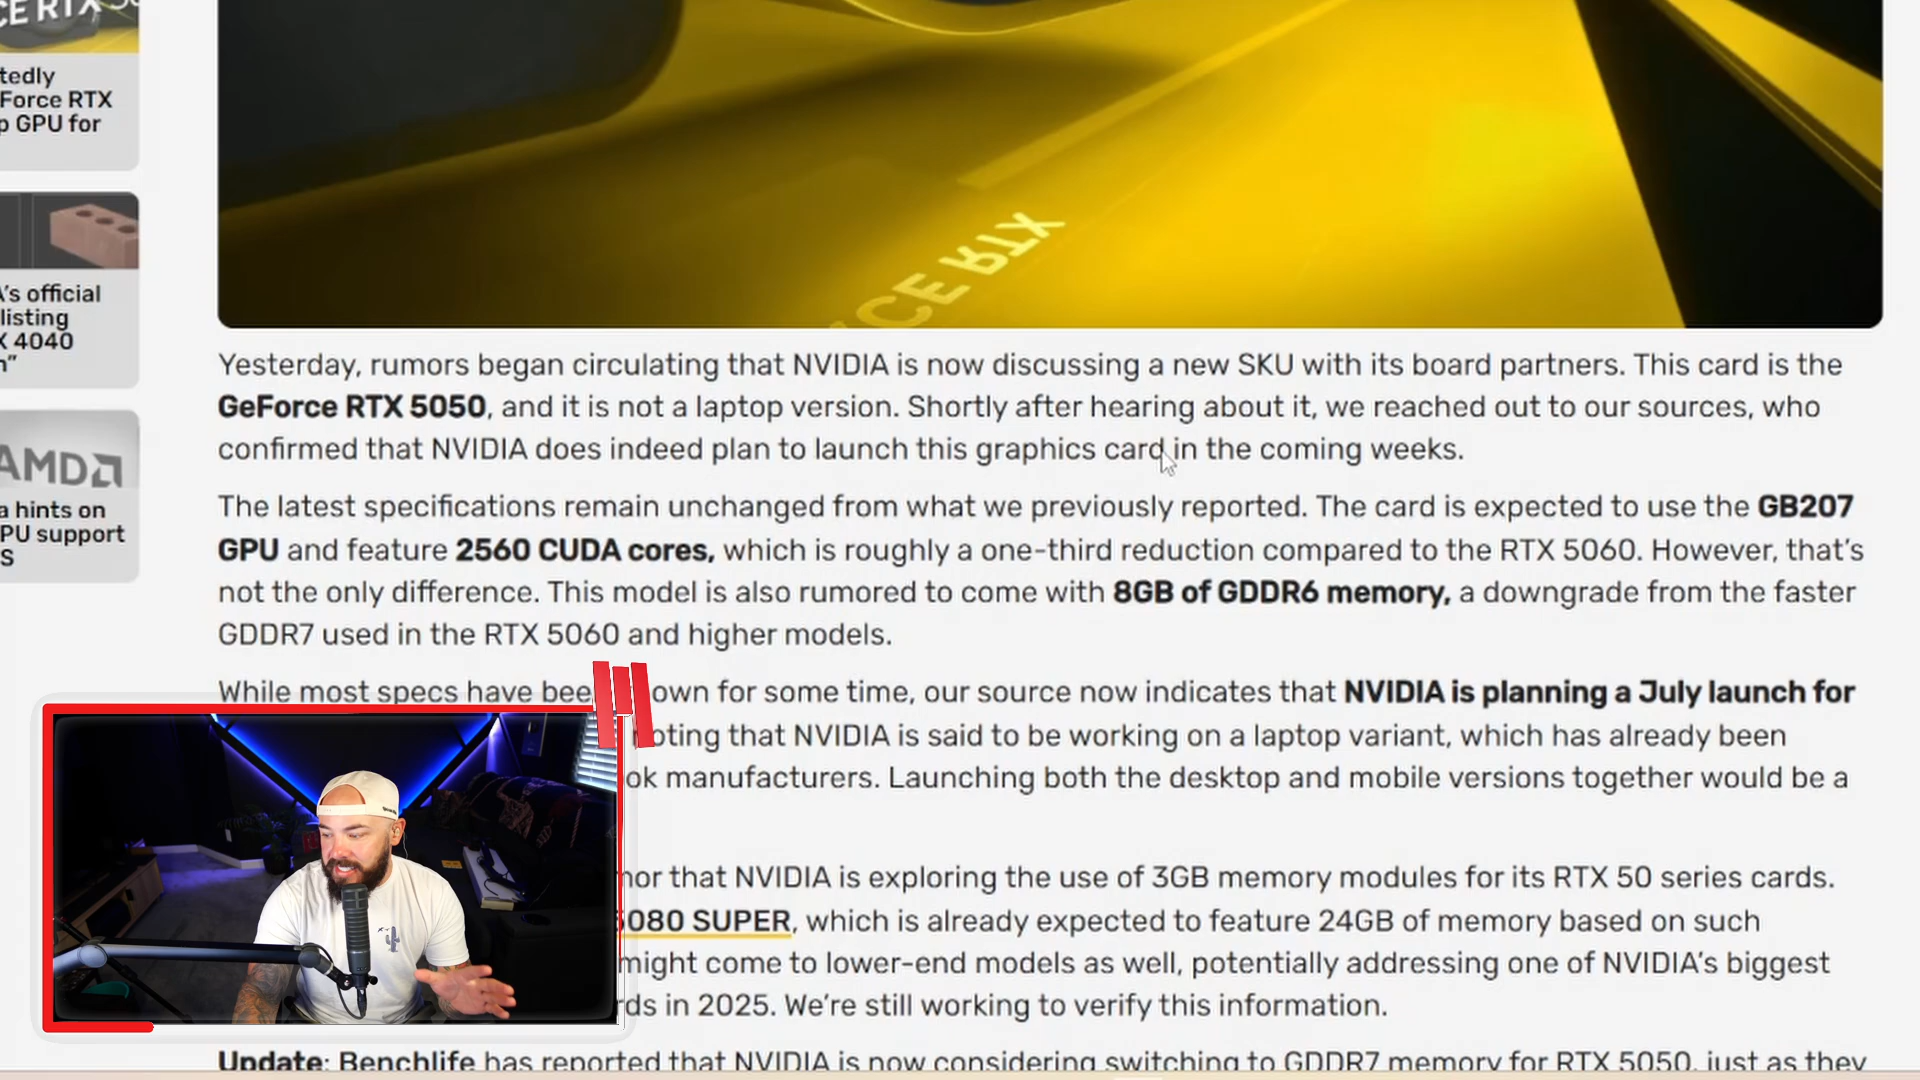 CE RTX
tedly
Force RTX
p GPU for
A's official
listing
X 4040
AMD
a hints on
PU support
S
CE RTX
Yesterday, rumors began circulating that NVIDIA is now discussing a new SKU with its board partners. This card is the
GeForce RTX 5050, and it is not a laptop version. Shortly after hearing about it, we reached out to our sources, who
confirmed that NVIDIA does indeed plan to launch this graphics card in the coming weeks.
The latest specifications remain unchanged from what we previously reported. The card is expected to use the GB207
GPU and feature 2560 CUDA cores, which is roughly a one-third reduction compared to the RTX 5060. However, that's
not the only difference. This model is also rumored to come with 8GB of GDDR6 memory, a downgrade from the faster
GDDR7 used in the RTX 5060 and higher models.
While most specs have bee own for some time, our source now indicates that NVIDIA is planning a July launch for
oting that NVIDIA is said to be working on a laptop variant, which has already been
ok manufacturers. Launching both the desktop and mobile versions together would be a
mor that NVIDIA is exploring the use of 3GB memory modules for its RTX 50 series cards.
5080 SUPER, which is already expected to feature 24GB of memory based on such
might come to lower-end models as well, potentially addressing one of NVIDIA's biggest
rds in 2025. We're still working to verify this information.
Update: Benchlife has reported that NVIDIA is now considering switching to GDDR7 memory for RTX 5050, just as they